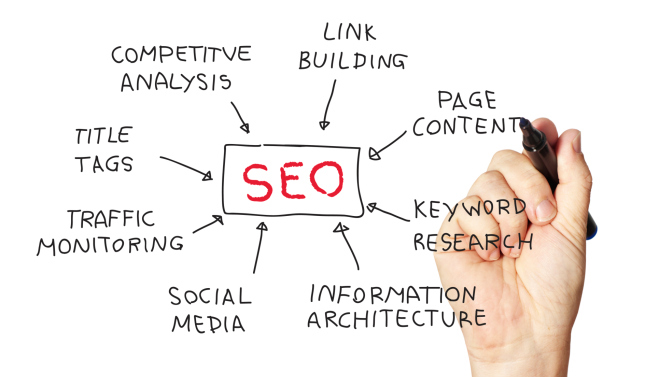 LINK
BUILDING
COMPETITVE
ANALYSIS
PAGE
CONTENT
TITLE
TAGS
SEO
KEYWORD
RESEARCH
TRAFFIC
MONITORING
SOCIAL
MEDIA
INFORMATION
ARCHITECTURE